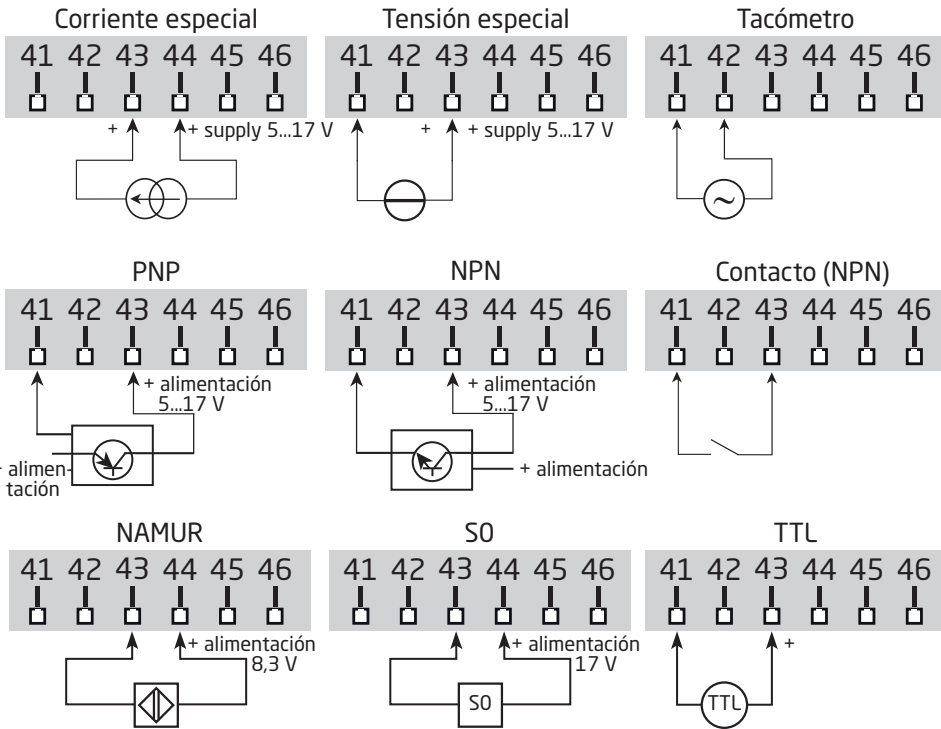 Corriente especial
41 42 43 44 45 46
+
+ supply 5...17 V
Tensión especial
41 42 43 44 45 46
+
+ supply 5...17 V
Tacómetro
41 42 43 44 45 46
~
PNP
41 42 43 44 45 46
+ alimentación
5...17 V
+ alimen-
tación
NPN
41 42 43 44 45 46
+ alimentación
5...17 V
+ alimentación
Contacto (NPN)
41 42 43 44 45 46
NAMUR
41 42 43 44 45 46
+ alimentación
8,3 V
S0
41 42 43 44 45 46
+ alimentación
17 V
S0
TTL
41 42 43 44 45 46
+
TTL